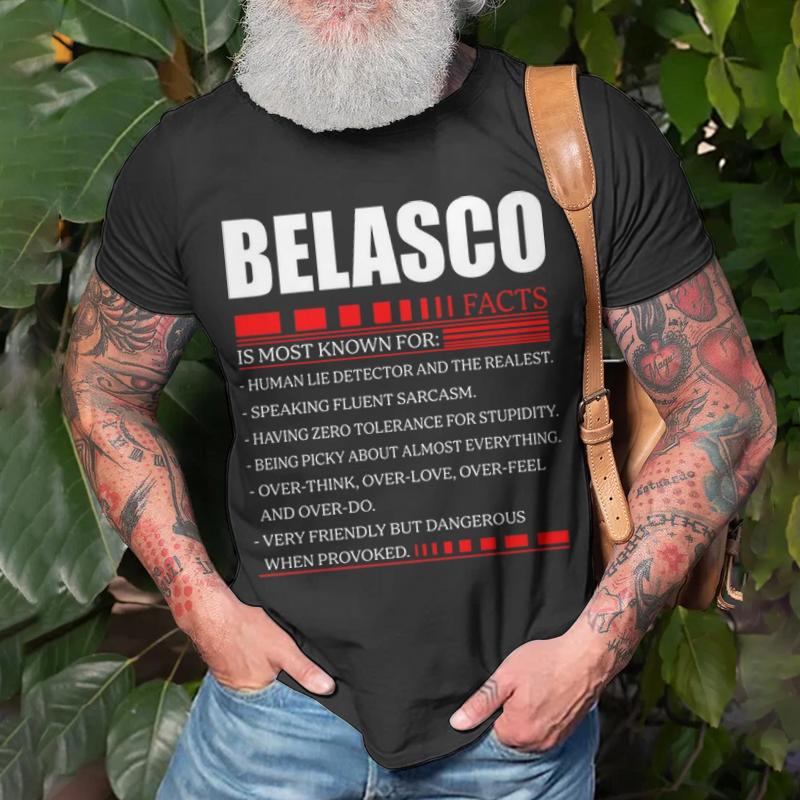 BELASCO
FACTS
IS MOST KNOWN FOR:
- HUMAN LIE DETECTOR AND THE REALEST.
- SPEAKING FLUENT SARCASM.
- HAVING ZERO TOLERANCE FOR STUPIDITY.
- BEING PICKY ABOUT ALMOST EVERYTHING.
- OVER-THINK, OVER-LOVE, OVER-FEEL
AND OVER-DO.
- VERY FRIENDLY BUT DANGEROUS
WHEN PROVOKED.
Estuardo